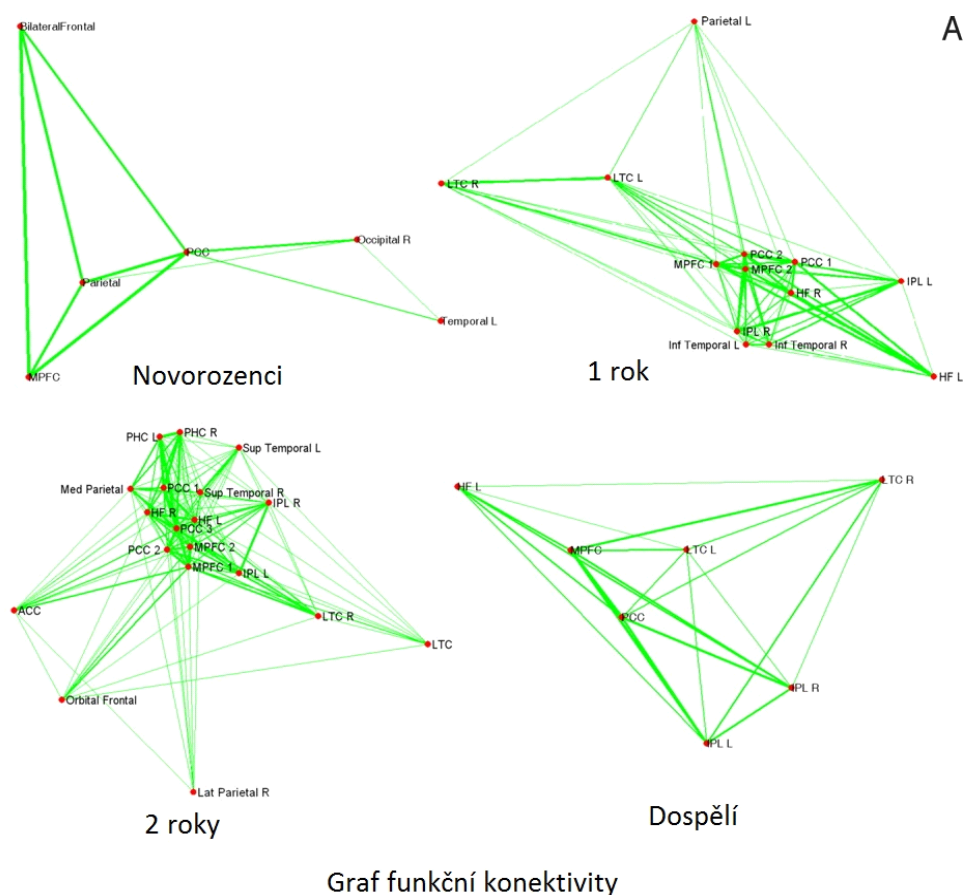 A
BilateralFrontal
PCC
Occipital R
Parietal
Temporal L
MPFC
Novorozenci
Parietal L
LTC R
LTC L
PCC 2
MPFC 1
PCC 1
MPFC 2
IPL L
HF R
IPL R
Inf Temporal L
Inf Temporal R
HF L
1 rok
PHC L
PHC R
Sup Temporal L
Med Parietal
PCC 1
Sup Temporal R
IPL R
HF R
HF L
PCC 3
PCC 2
MPFC 2
MPFC 1
IPL L
ACC
LTC R
LTC
Orbital Frontal
Lat Parietal R
2 roky
HF L
LTC R
MPFC
LTC L
PCC
IPL R
IPL L
Dospělí
Graf funkční konektivity